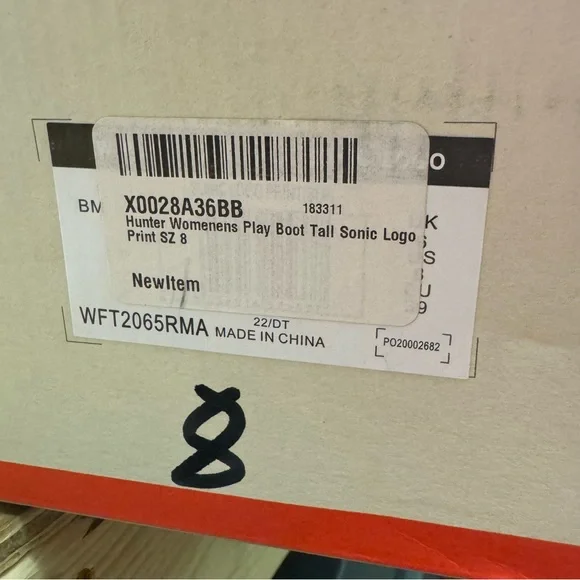 X0028A36BB 183311
Hunter Womenens Play Boot Tall Sonic Logo
Print SZ 8
NewItem
BM
K
S
U
9
WFT2065RMA 22/DT
MADE IN CHINA
PO20002682
8